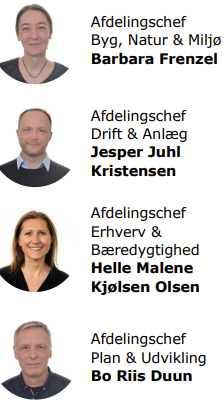 Afdelingschef
Byg, Natur & Miljø
Barbara Frenzel
Afdelingschef
Drift & Anlæg
Jesper Juhl
Kristensen
Afdelingschef
Erhverv &
Bæredygtighed
Helle Malene
Kjølsen Olsen
Afdelingschef
Plan & Udvikling
Bo Riis Duun